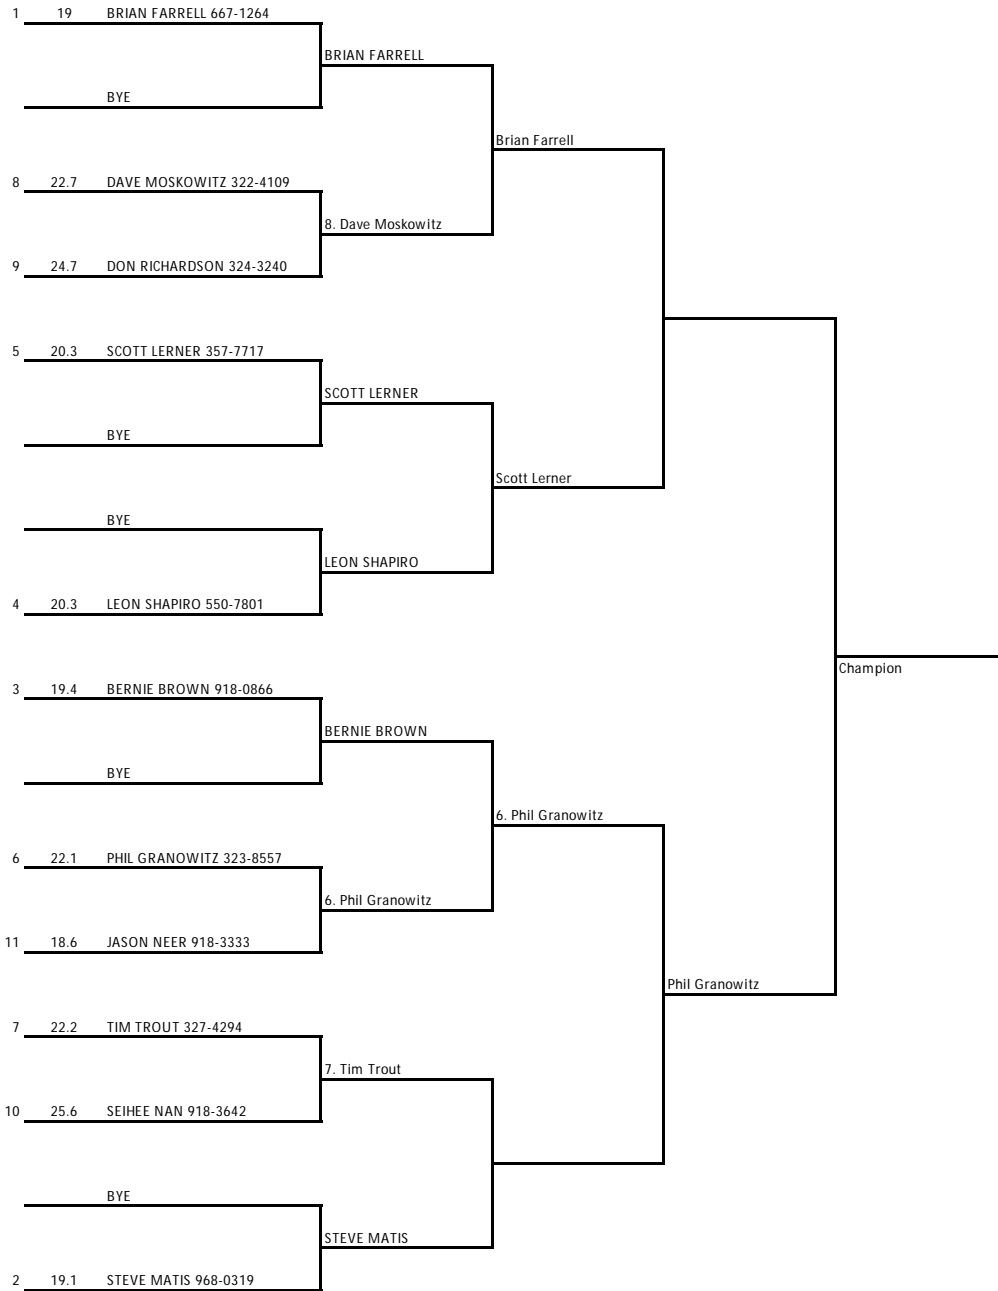 1 19 BRIAN FARRELL 667-1264
BRIAN FARRELL
BYE
Brian Farrell
8 22.7 DAVE MOSKOWITZ 322-4109
8. Dave Moskowitz
9 24.7 DON RICHARDSON 324-3240
5 20.3 SCOTT LERNER 357-7717
SCOTT LERNER
BYE
Scott Lerner
BYE
LEON SHAPIRO
4 20.3 LEON SHAPIRO 550-7801
Champion
3 19.4 BERNIE BROWN 918-0866
BERNIE BROWN
BYE
6. Phil Granowitz
6 22.1 PHIL GRANOWITZ 323-8557
6. Phil Granowitz
11 18.6 JASON NEER 918-3333
Phil Granowitz
7 22.2 TIM TROUT 327-4294
7. Tim Trout
10 25.6 SEIHEE NAN 918-3642
BYE
STEVE MATIS
2 19.1 STEVE MATIS 968-0319